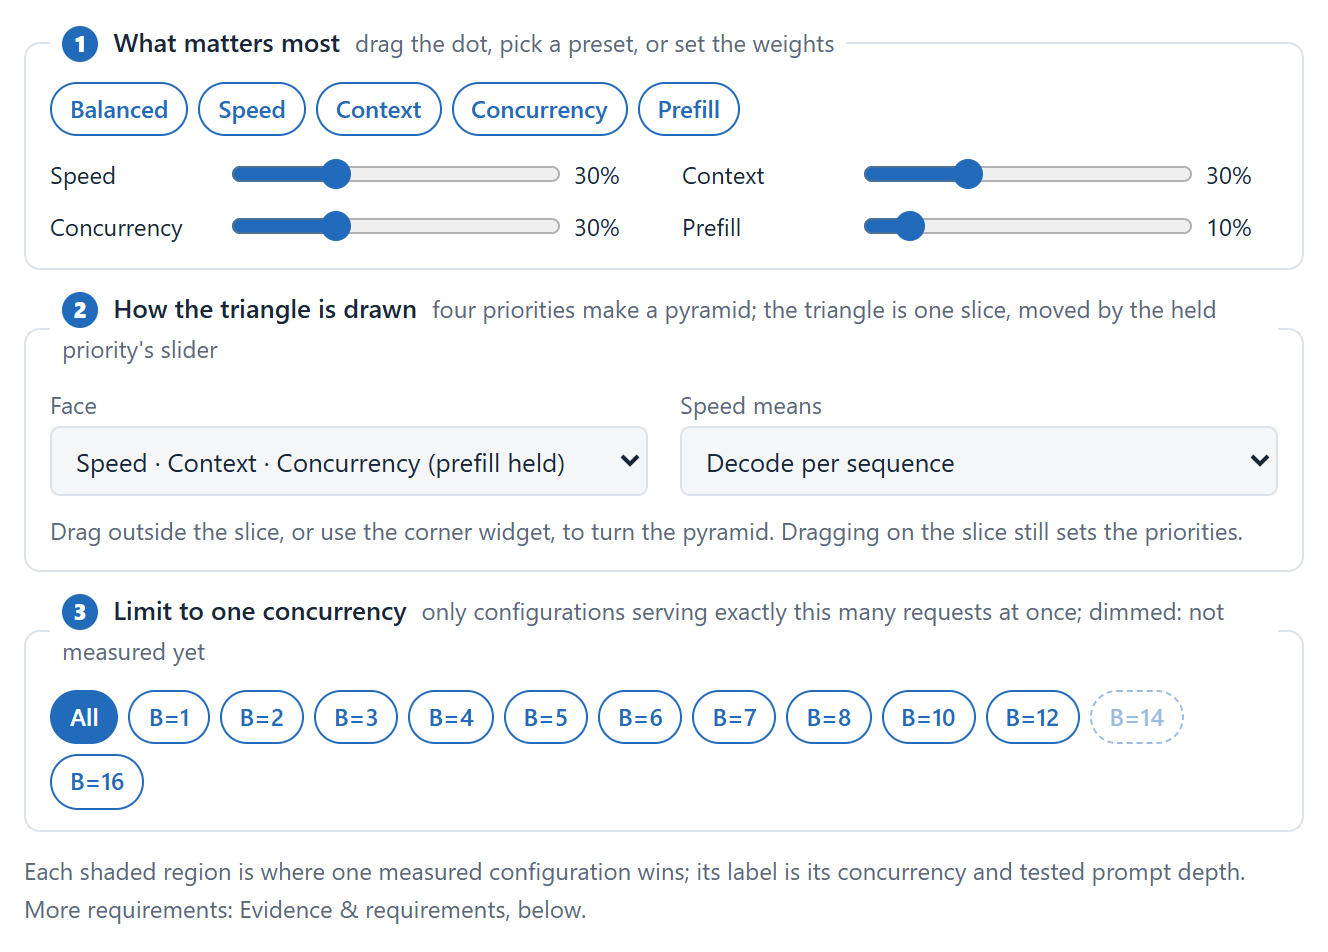 1 What matters most drag the dot, pick a preset, or set the weights
Balanced Speed Context Concurrency Prefill
Speed 30% Context 30%
Concurrency 30% Prefill 10%
2 How the triangle is drawn four priorities make a pyramid; the triangle is one slice, moved by the held
priority's slider
Face Speed means
Speed · Context · Concurrency (prefill held) Decode per sequence
Drag outside the slice, or use the corner widget, to turn the pyramid. Dragging on the slice still sets the priorities.
3 Limit to one concurrency only configurations serving exactly this many requests at once; dimmed: not
measured yet
All B=1 B=2 B=3 B=4 B=5 B=6 B=7 B=8 B=10 B=12 B=14
B=16
Each shaded region is where one measured configuration wins; its label is its concurrency and tested prompt depth.
More requirements: Evidence & requirements, below.